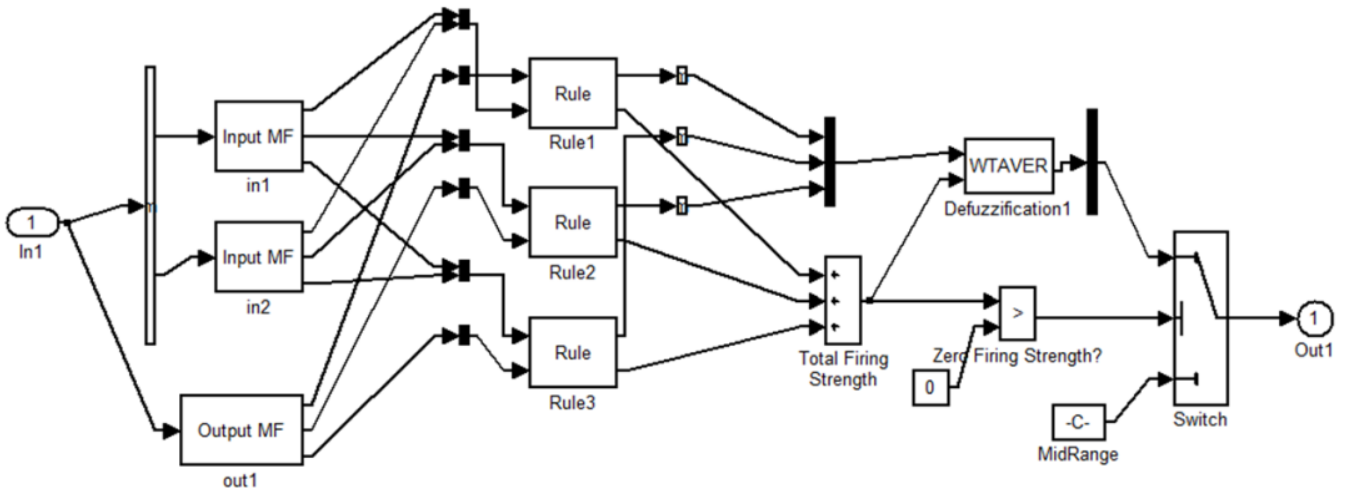 1
In1
Input MF
in1
Input MF
in2
Output MF
out1
Rule
Rule1
Rule
Rule2
Rule
Rule3
Total Firing
Strength
WTAVER
Defuzzification1
>
Zero Firing Strength?
0
-C-
MidRange
Switch
1
Out1